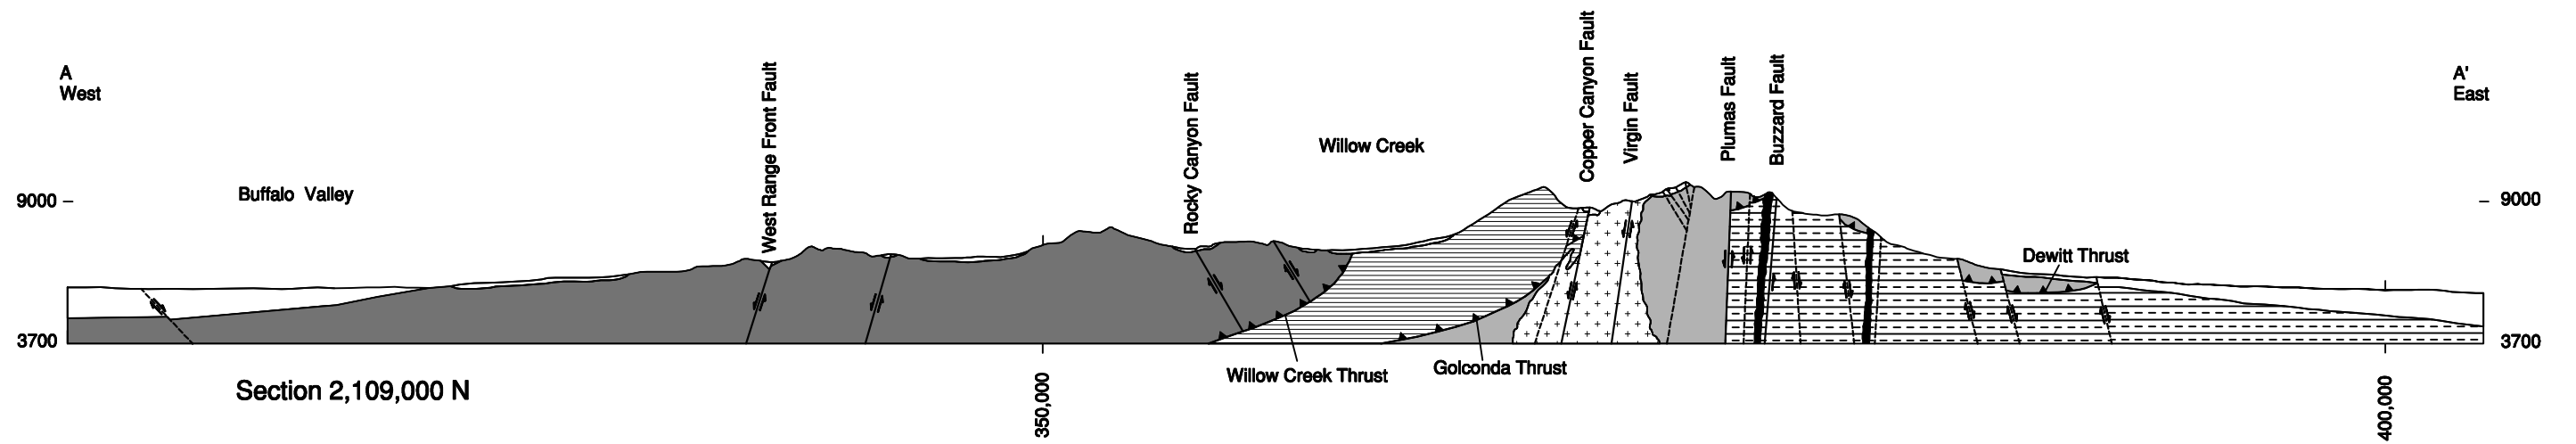 A
West
Buffalo Valley
West Range Front Fault
Rocky Canyon Fault
Willow Creek
Copper Canyon Fault
Virgin Fault
Plumas Fault
Buzzard Fault
A'
East
9000
9000
Dewitt Thrust
3700
3700
Willow Creek Thrust
Golconda Thrust
Section 2,109,000 N
350,000
400,000